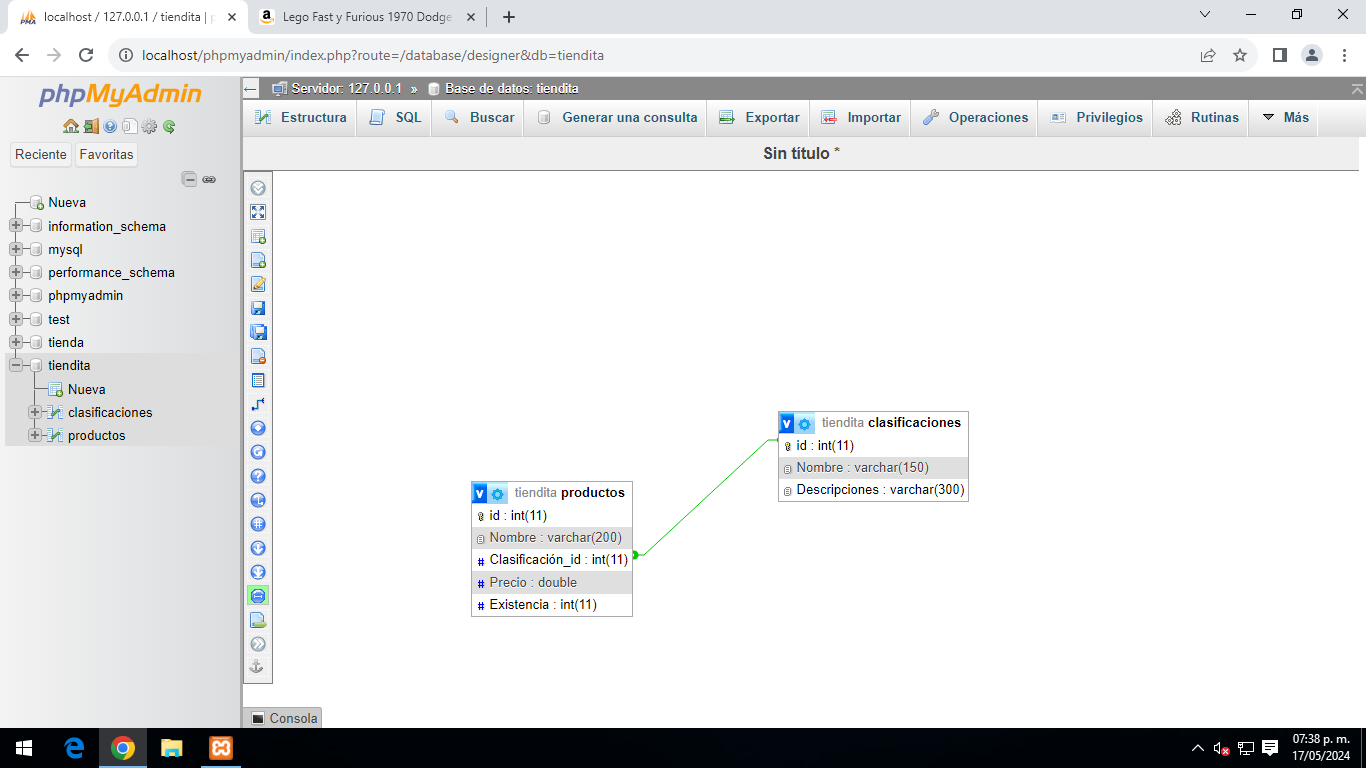 localhost / 127.0.0.1 / tiendita | p
Lego Fast y Furious 1970 Dodge
localhost/phpmyadmin/index.php?route=/database/designer&db=tiendita
phpMyAdmin
Servidor: 127.0.0.1 » Base de datos: tiendita
Estructura SQL Buscar Generar una consulta Exportar Importar Operaciones Privilegios Rutinas Más
Reciente Favoritas
Sin título *
Nueva
information_schema
mysql
performance_schema
phpmyadmin
test
tienda
tiendita
Nueva
clasificaciones
productos
v tiendita clasificaciones
id : int(11)
Nombre : varchar(150)
Descripciones : varchar(300)
v tiendita productos
id : int(11)
Nombre : varchar(200)
# Clasificación_id : int(11)
# Precio : double
# Existencia : int(11)
Consola
07:38 p. m.
17/05/2024